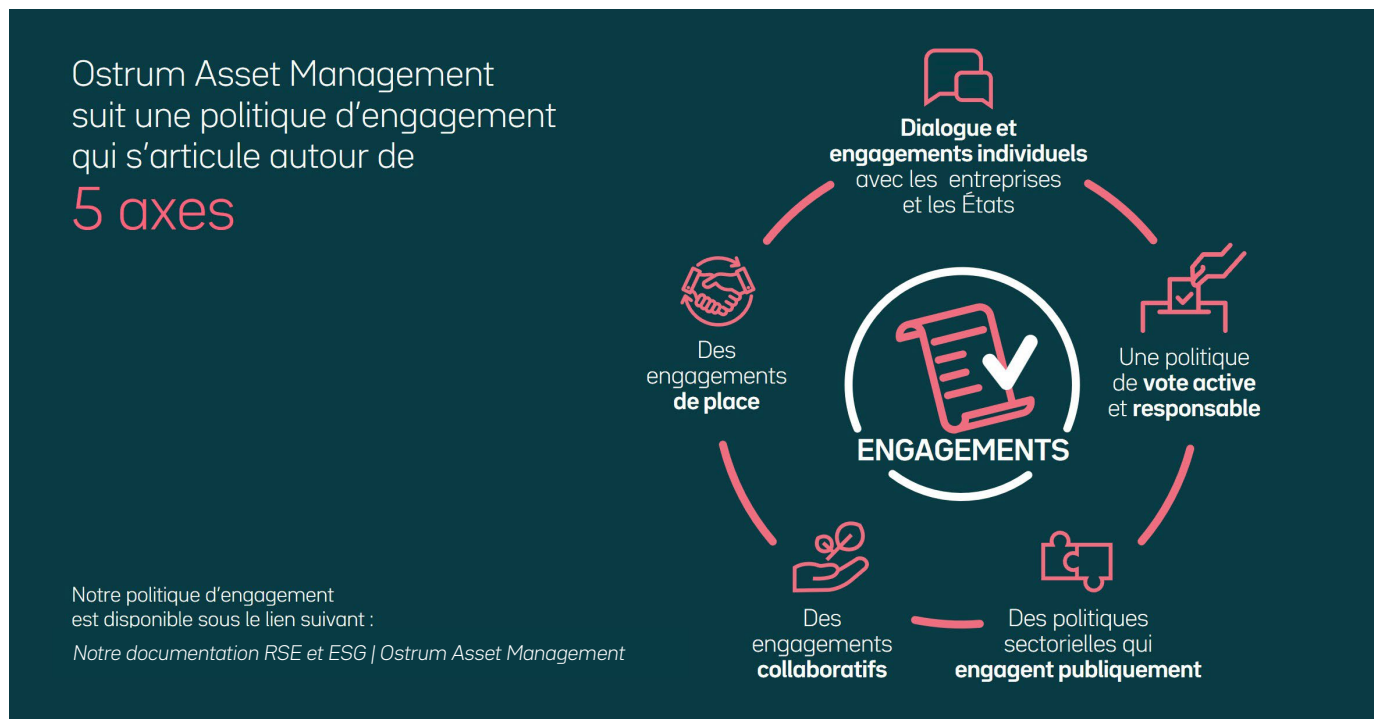 Ostrum Asset Management
suit une politique d'engagement
qui s'articule autour de
5 axes
Dialogue et
engagements individuels
avec les entreprises
et les États
Des
engagements
de place
Une politique
de vote active
et responsable
ENGAGEMENTS
Des
engagements
collaboratifs
Des politiques
sectorielles qui
engagent publiquement
Notre politique d'engagement
est disponible sous le lien suivant :
Notre documentation RSE et ESG | Ostrum Asset Management